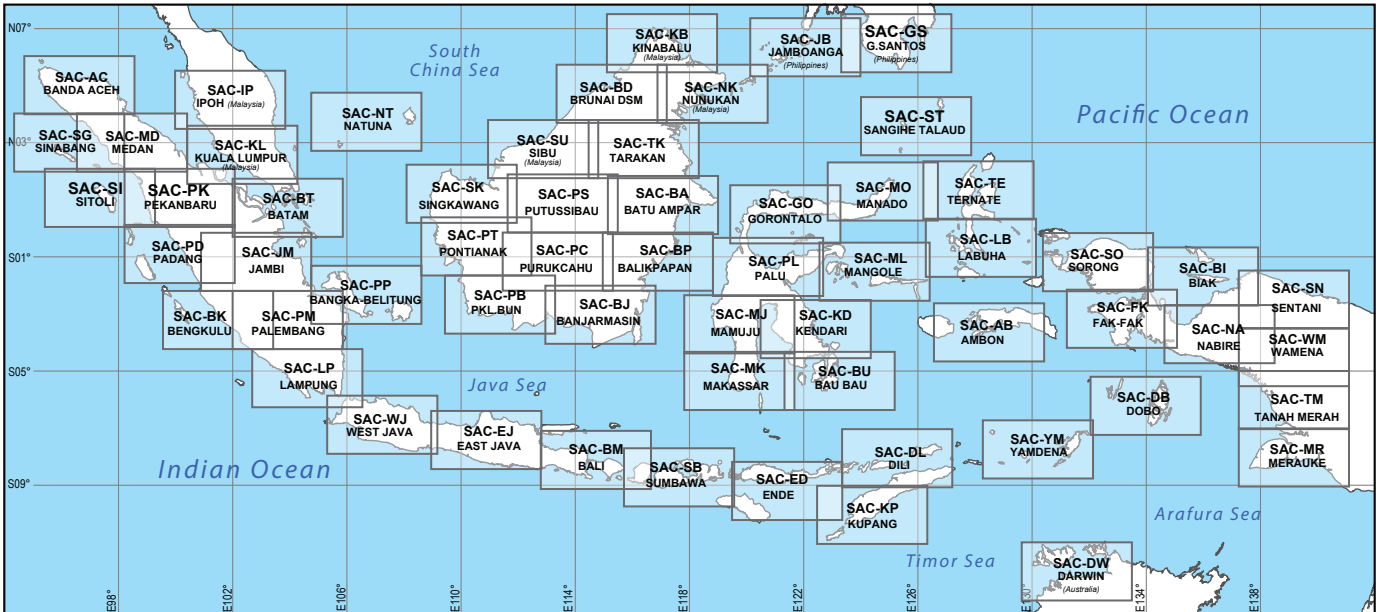 N07°
N03°
S01°
S05°
S09°
E98°
E102°
E106°
E110°
E114°
E118°
E122°
E126°
E130°
E134°
E138°
South
China Sea
Pacific Ocean
Java Sea
Indian Ocean
Timor Sea
Arafura Sea
SAC-KB
KINABALU
(Malaysia)
SAC-JB
JAMBOANGA
(Philippines)
SAC-GS
G.SANTOS
(Philippines)
SAC-AC
BANDA ACEH
SAC-IP
IPOH (Malaysia)
SAC-NT
NATUNA
SAC-BD
BRUNAI DSM
SAC-NK
NUNUKAN
(Malaysia)
SAC-ST
SANGIHE TALAUD
SAC-SG
SINABANG
SAC-MD
MEDAN
SAC-KL
KUALA LUMPUR
(Malaysia)
SAC-SU
SIBU
(Malaysia)
SAC-TK
TARAKAN
SAC-SI
SITOLI
SAC-PK
PEKANBARU
SAC-BT
BATAM
SAC-SK
SINGKAWANG
SAC-PS
PUTUSSIBAU
SAC-BA
BATU AMPAR
SAC-GO
GORONTALO
SAC-MO
MANADO
SAC-TE
TERNATE
SAC-PD
PADANG
SAC-JM
JAMBI
SAC-PT
PONTIANAK
SAC-PC
PURUKCAHU
SAC-BP
BALIKPAPAN
SAC-PL
PALU
SAC-ML
MANGOLE
SAC-LB
LABUHA
SAC-SO
SORONG
SAC-BI
BIAK
SAC-SN
SENTANI
SAC-PP
BANGKA-BELITUNG
SAC-BK
BENGKULU
SAC-PM
PALEMBANG
SAC-PB
PKL.BUN
SAC-BJ
BANJARMASIN
SAC-MJ
MAMUJU
SAC-KD
KENDARI
SAC-AB
AMBON
SAC-FK
FAK-FAK
SAC-NA
NABIRE
SAC-WM
WAMENA
SAC-LP
LAMPUNG
SAC-MK
MAKASSAR
SAC-BU
BAU BAU
SAC-DB
DOBO
SAC-TM
TANAH MERAH
SAC-WJ
WEST JAVA
SAC-EJ
EAST JAVA
SAC-BM
BALI
SAC-SB
SUMBAWA
SAC-ED
ENDE
SAC-DL
DILI
SAC-YM
YAMDENA
SAC-MR
MERAUKE
SAC-KP
KUPANG
SAC-DW
DARWIN
(Australia)